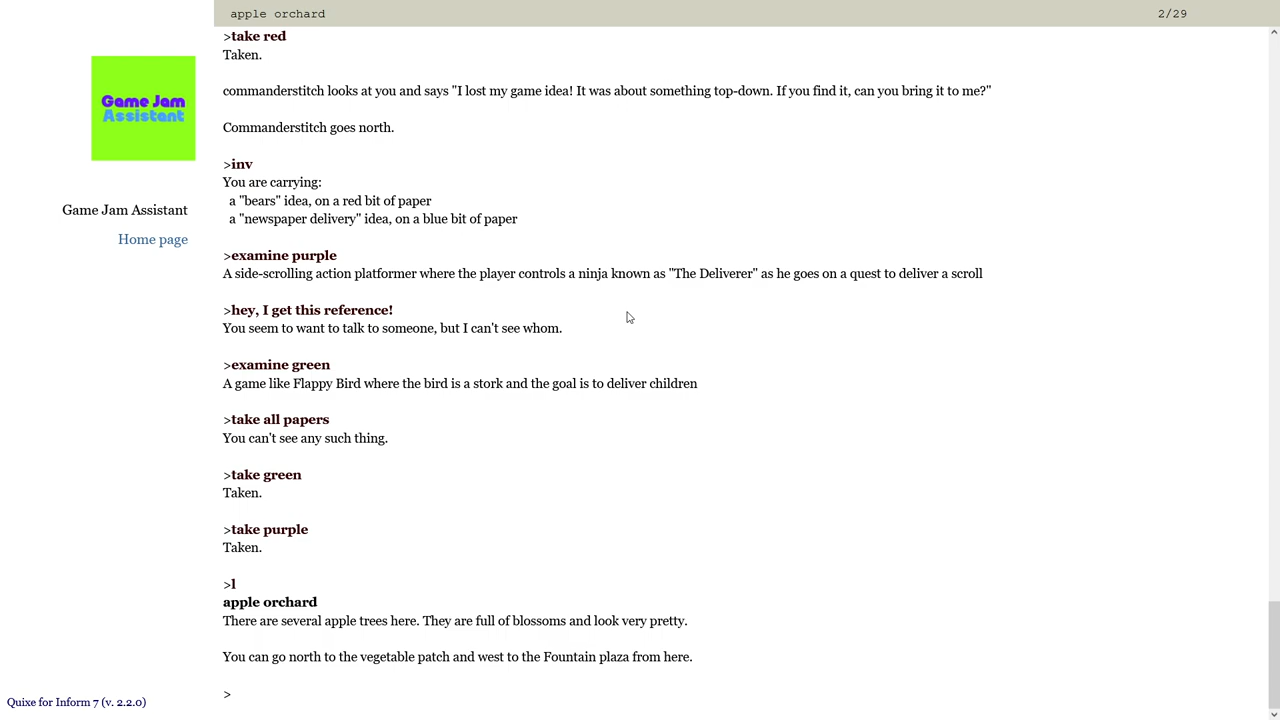 apple orchard 2/29
>take red
Taken.
commanderstitch looks at you and says "I lost my game idea! It was about something top-down. If you find it, can you bring it to me?"
Commanderstitch goes north.
>inv
You are carrying:
a "bears" idea, on a red bit of paper
a "newspaper delivery" idea, on a blue bit of paper
>examine purple
A side-scrolling action platformer where the player controls a ninja known as "The Deliverer" as he goes on a quest to deliver a scroll
>hey, I get this reference!
You seem to want to talk to someone, but I can't see whom.
>examine green
A game like Flappy Bird where the bird is a stork and the goal is to deliver children
>take all papers
You can't see any such thing.
>take green
Taken.
>take purple
Taken.
>l
apple orchard
There are several apple trees here. They are full of blossoms and look very pretty.
You can go north to the vegetable patch and west to the Fountain plaza from here.
>
Game Jam
Assistant
Game Jam Assistant
Home page
Quixe for Inform 7 (v. 2.2.0)